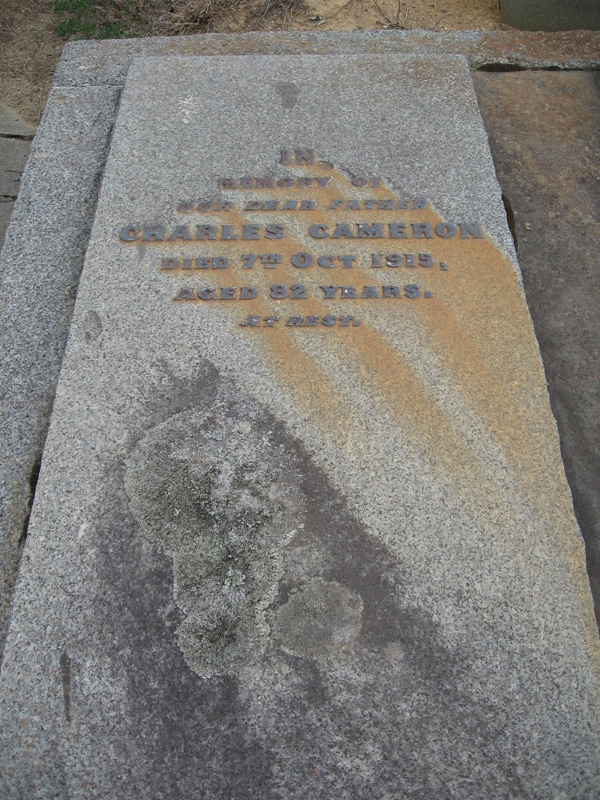 IN
MEMORY OF
OUR DEAR FATHER
CHARLES CAMERON
DIED 7TH OCT 1915,
AGED 82 YEARS.
AT REST.